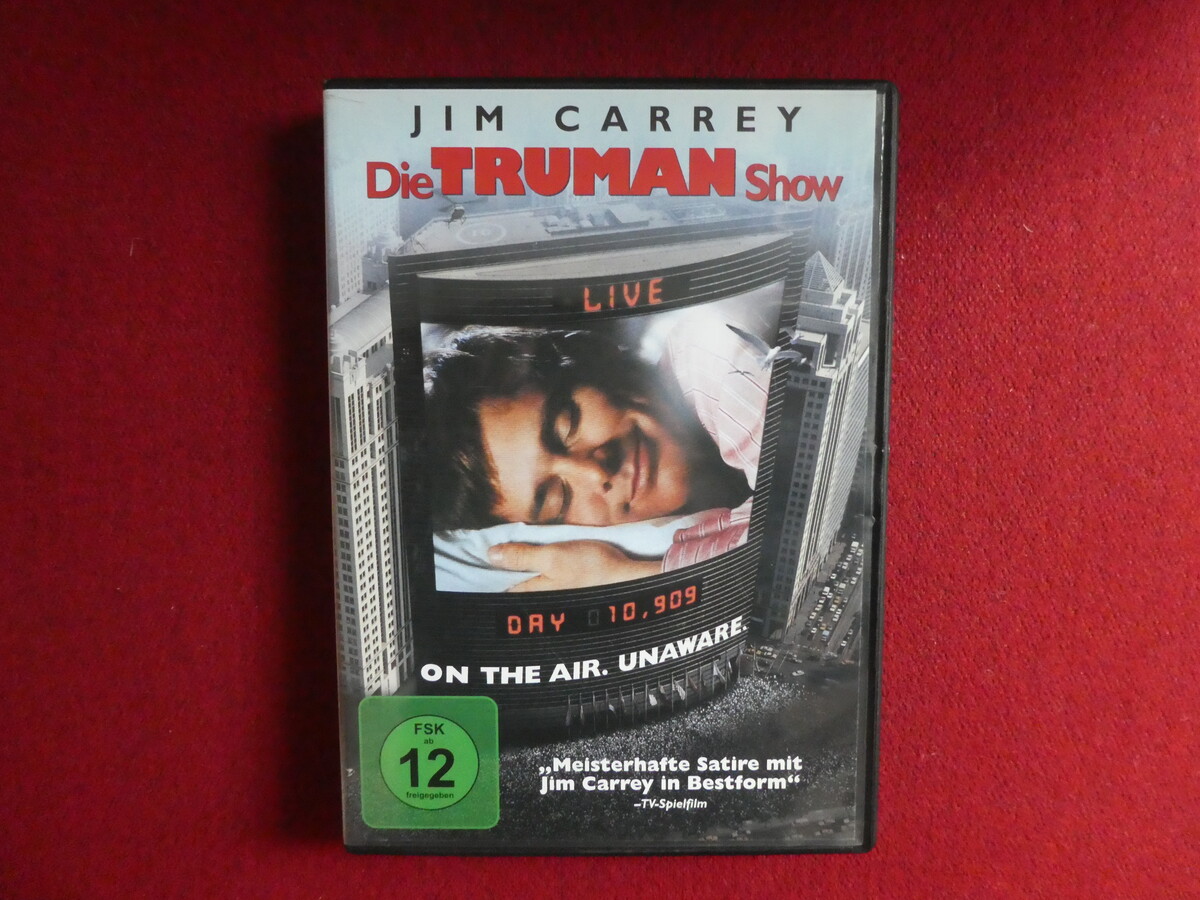 JIM CARREY
Die TRUMAN Show
LIVE
DAY 10,909
ON THE AIR. UNAWARE.
FSK
ab
12
freigegeben
„Meisterhafte Satire mit
Jim Carrey in Bestform“
–TV-Spielfilm